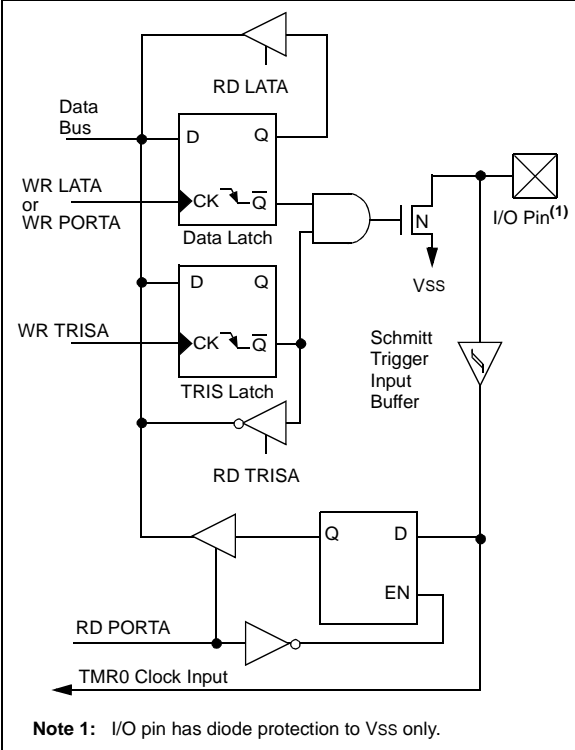 RD LATA
Data
Bus
D Q
WR LATA
or
WR PORTA
CK Q̅
Data Latch
N
I/O Pin(1)
VSS
D Q
WR TRISA
CK Q̅
TRIS Latch
Schmitt
Trigger
Input
Buffer
RD TRISA
Q D
EN
RD PORTA
TMR0 Clock Input
Note 1: I/O pin has diode protection to VSS only.